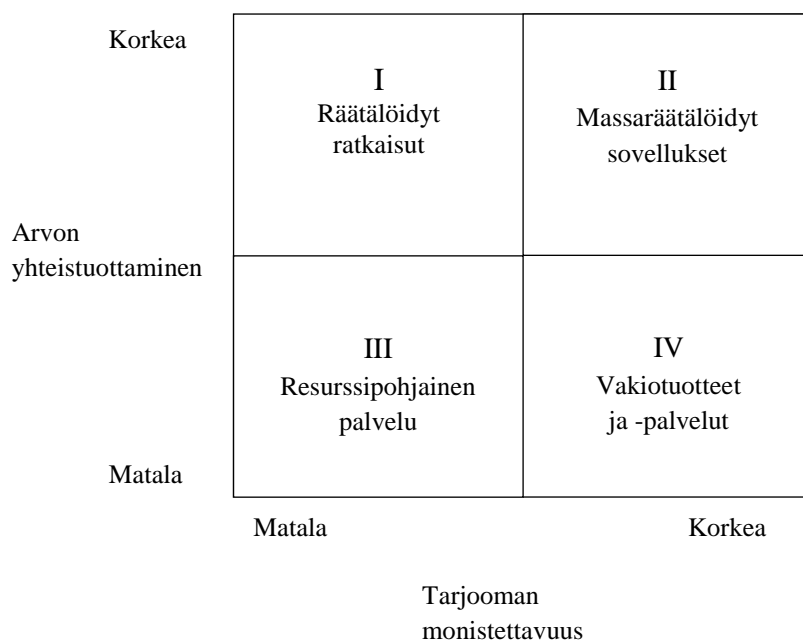 Korkea
I
Räätälöidyt
ratkaisut
II
Massaräätälöidyt
sovellukset
Arvon
yhteistuottaminen
III
Resurssipohjainen
palvelu
IV
Vakiotuotteet
ja -palvelut
Matala
Matala
Korkea
Tarjooman
monistettavuus